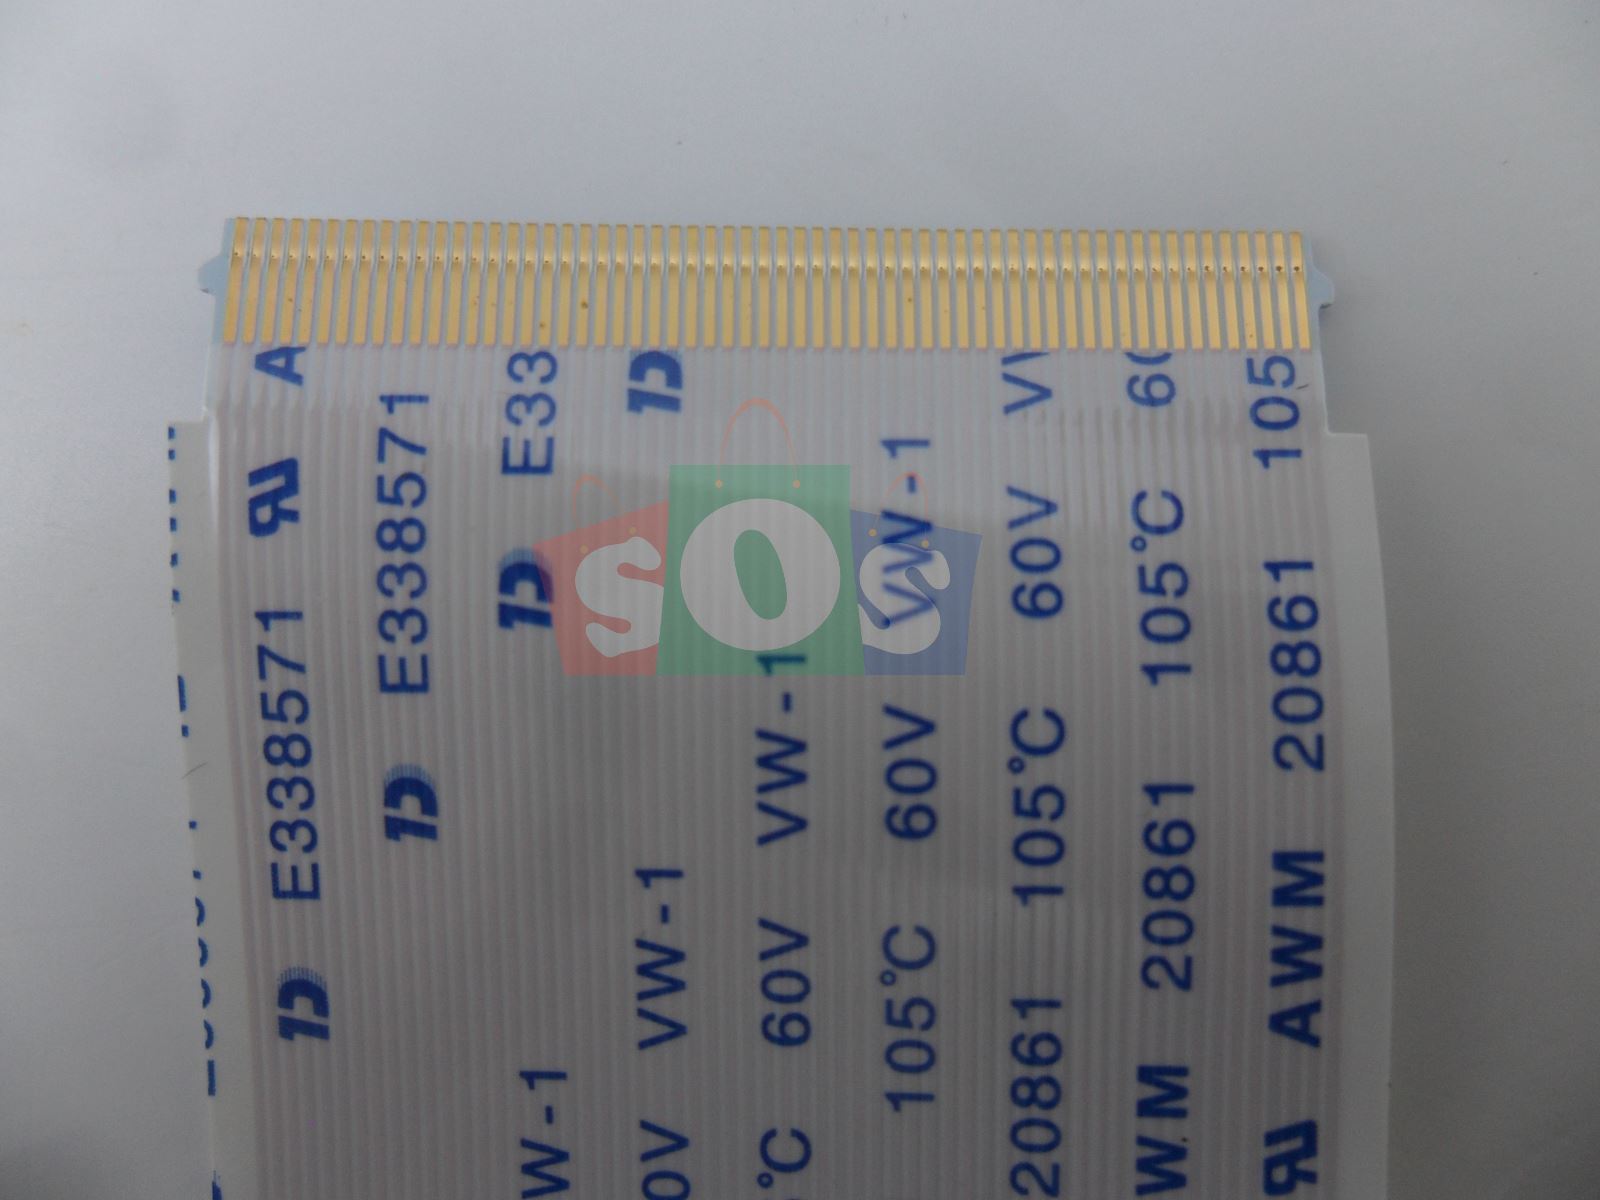 E338571 A
E338571
E33
W-1
0V VW-1
°C 60V VW-1
105°C 60V VW-1
20861 105°C 60V
WM 20861 105°C 60
AWM 20861 105
SOS